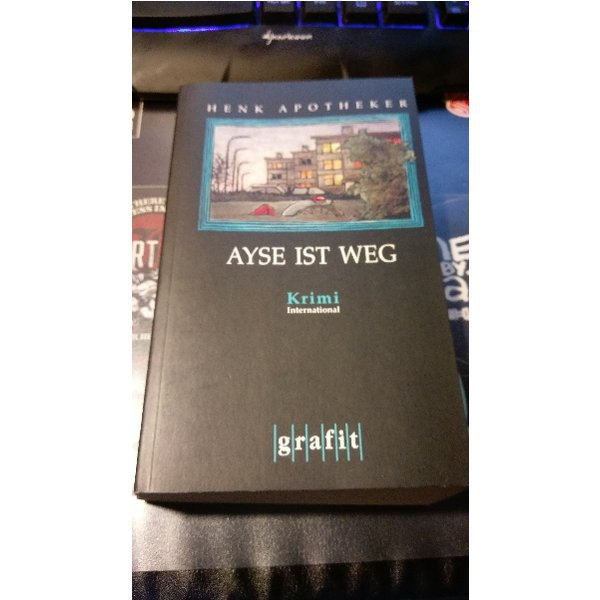 HENK APOTHEKER
AYSE IST WEG
Krimi
International
grafit